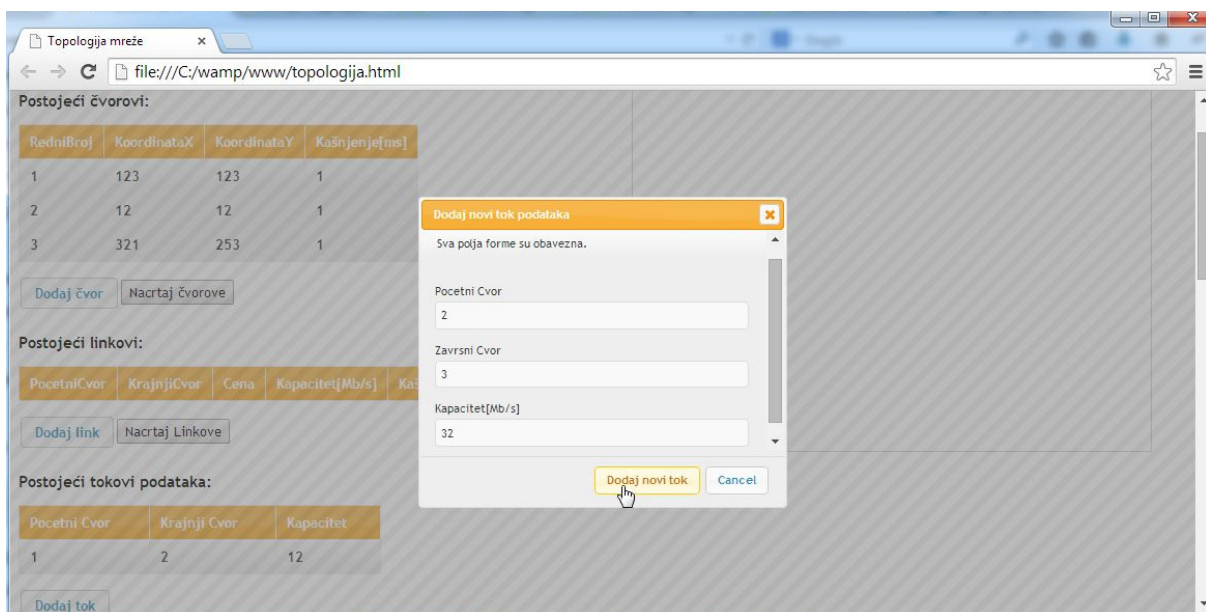 Topologija mreže
file:///C:/wamp/www/topologija.html
Postojeći čvorovi:
RedniBroj KoordinataX KoordinataY Kašnjenje[ms]
1 123 123 1
2 12 12 1
3 321 253 1
Dodaj čvor Nacrtaj čvorove
Postojeći linkovi:
PocetniCvor KrajnjiCvor Cena Kapacitet[Mb/s]
Dodaj link Nacrtaj Linkove
Postojeći tokovi podataka:
Pocetni Cvor Krajnji Cvor Kapacitet
1 2 12
Dodaj tok
Dodaj novi tok podataka
Sva polja forme su obavezna.
Pocetni Cvor
2
Zavrsni Cvor
3
Kapacitet[Mb/s]
32
Dodaj novi tok Cancel